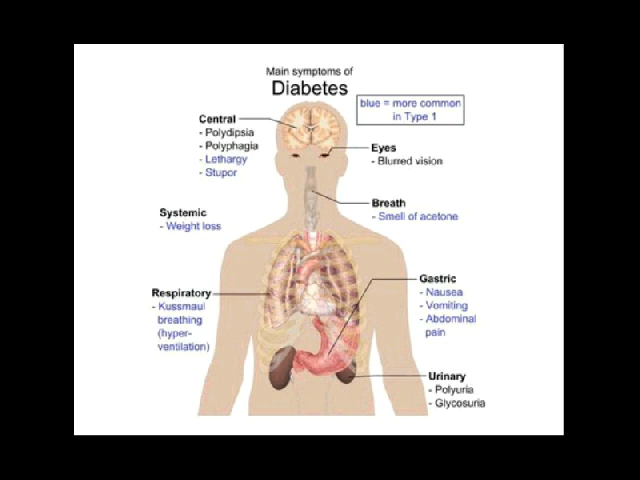 Main symptoms of
Diabetes
blue = more common
in Type 1
Central
- Polydipsia
- Polyphagia
- Lethargy
- Stupor
Eyes
- Blurred vision
Breath
- Smell of acetone
Systemic
- Weight loss
Respiratory
- Kussmaul
breathing
(hyper-
ventilation)
Gastric
- Nausea
- Vomiting
- Abdominal
pain
Urinary
- Polyuria
- Glycosuria